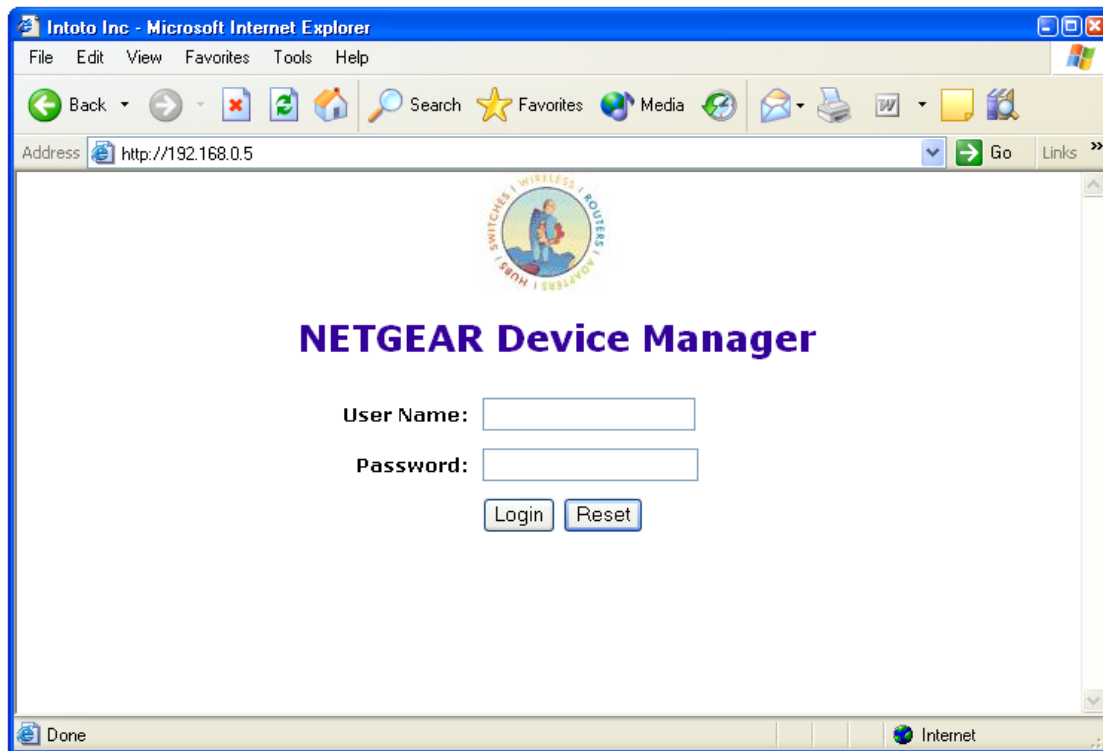 Intoto Inc - Microsoft Internet Explorer
File Edit View Favorites Tools Help
Back Search Favorites Media W
Address http://192.168.0.5 Go Links »
SWITCHES | WIRELESS | ROUTERS | ADAPTERS | HUBS |
NETGEAR Device Manager
User Name:
Password:
Login Reset
Done Internet